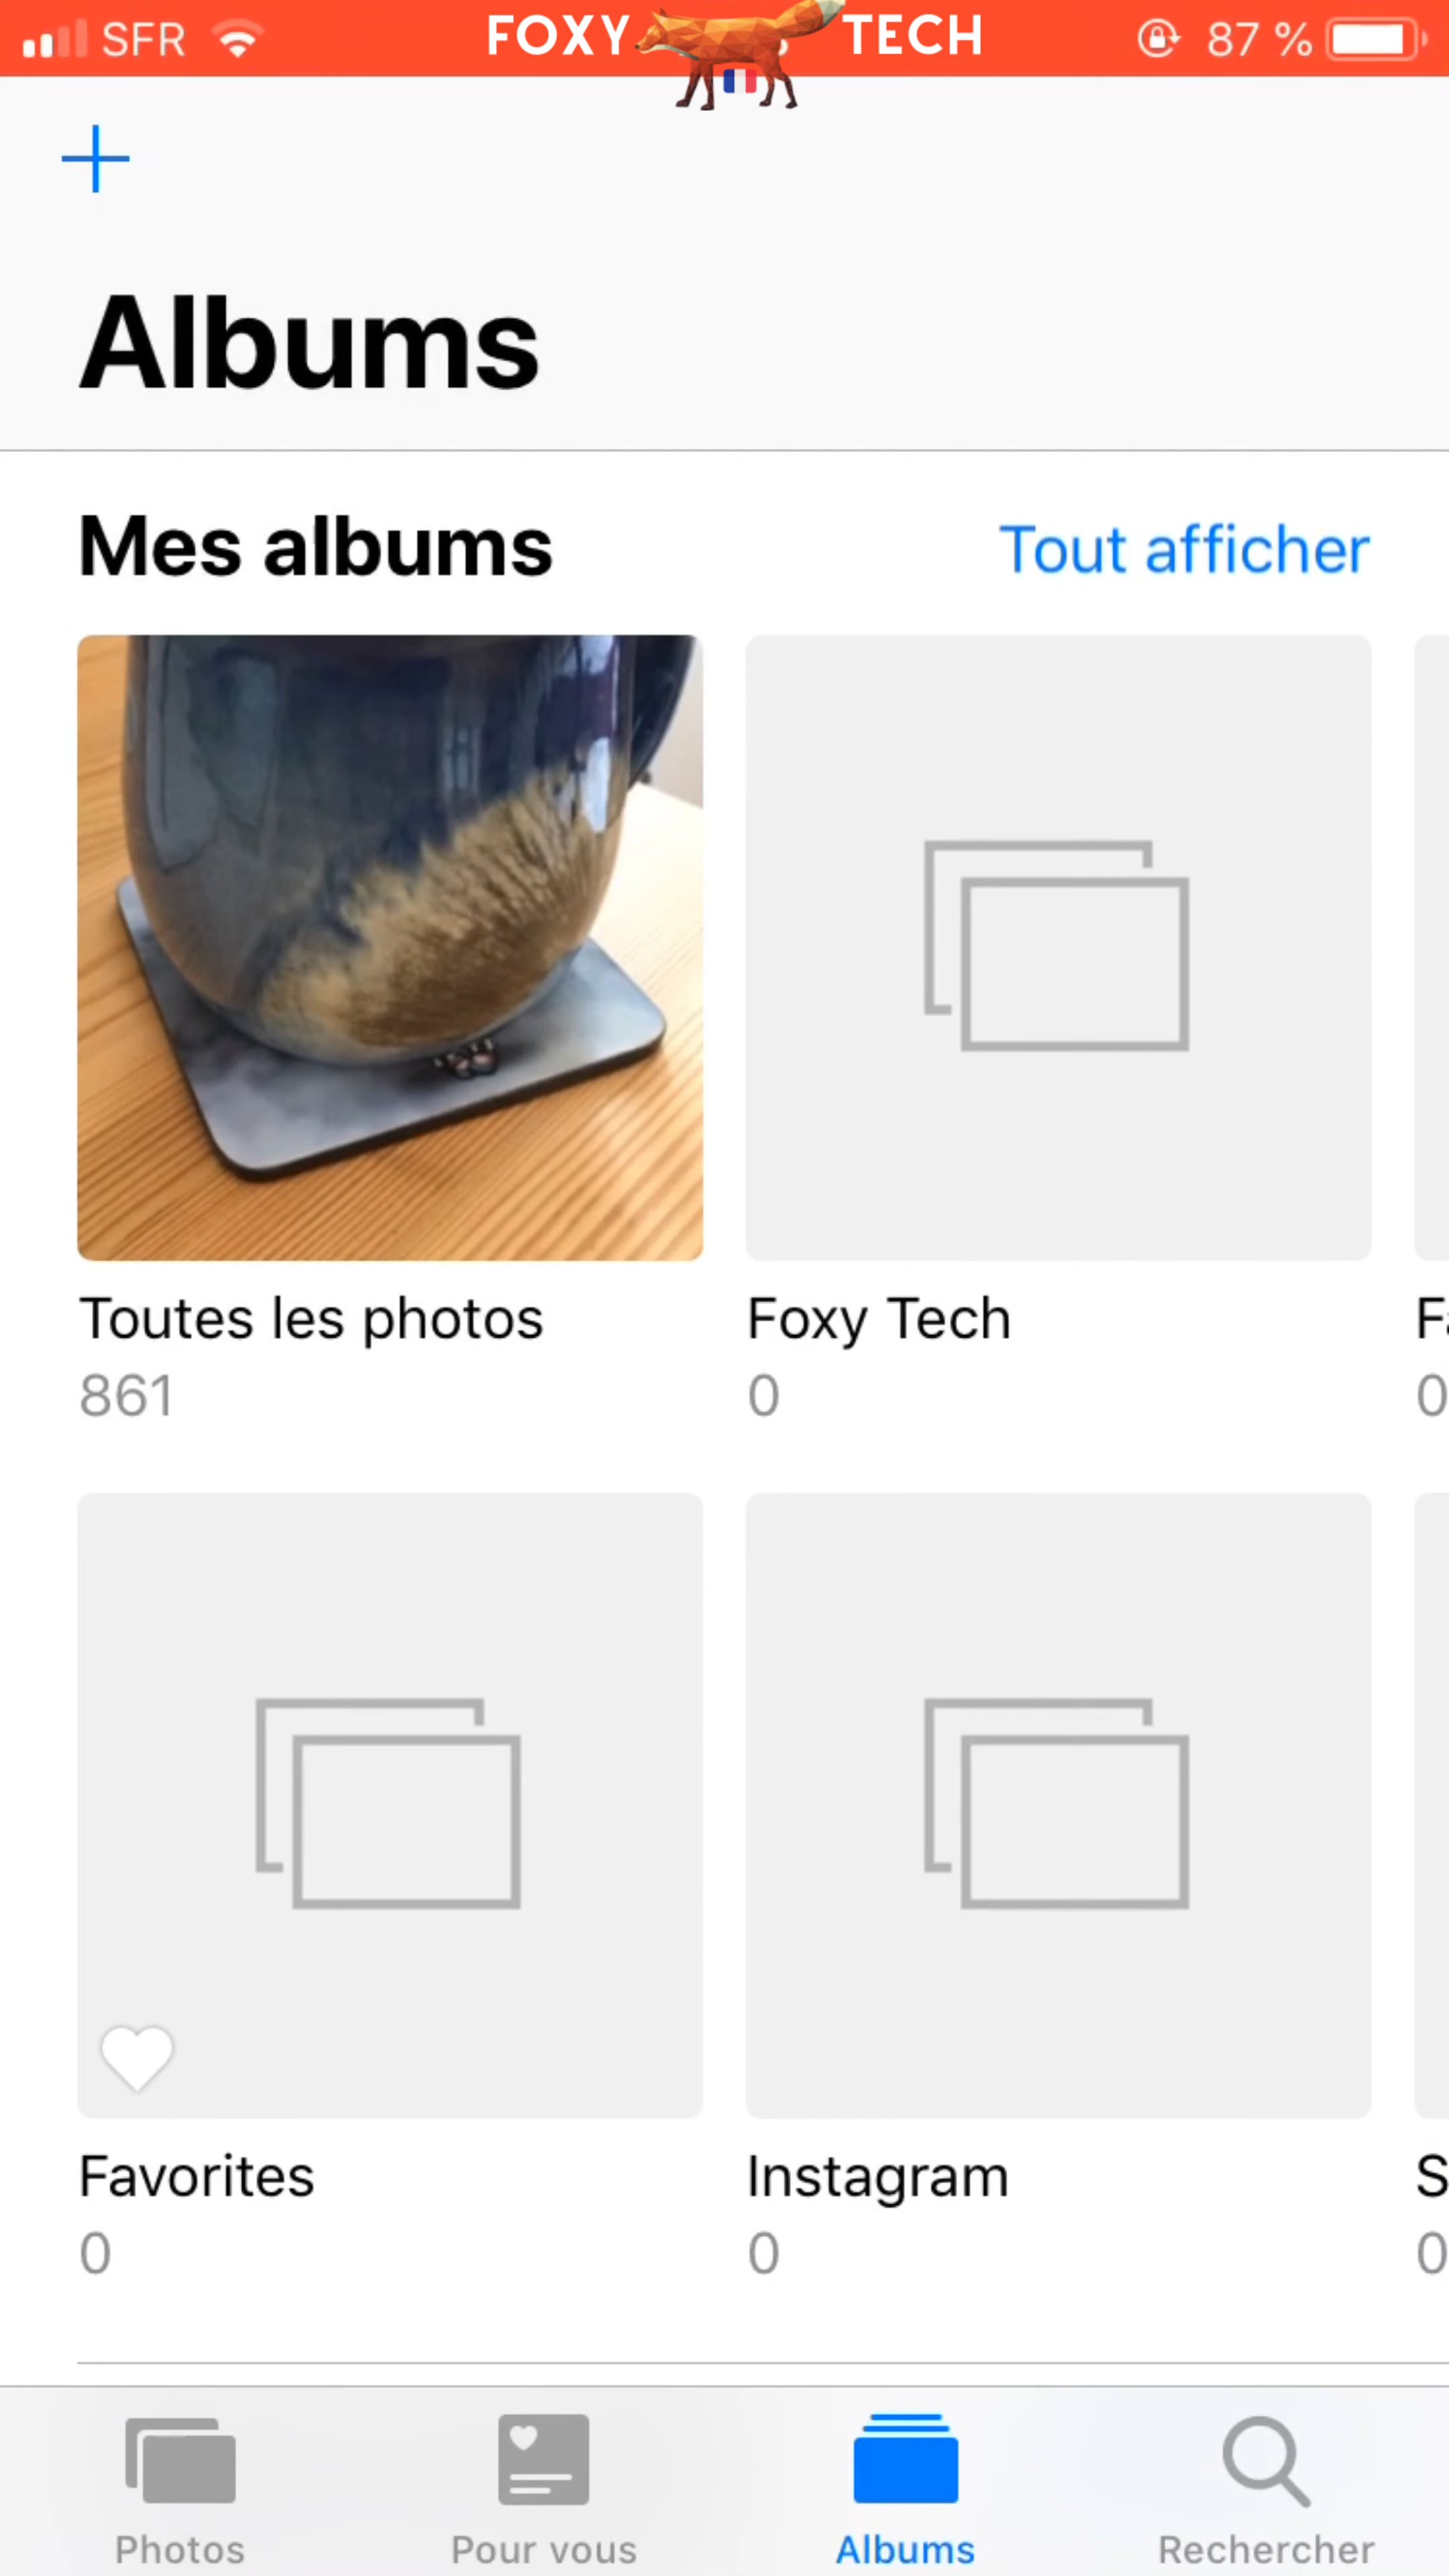 SFR FOXY TECH 87 %
Albums
Mes albums Tout afficher
Toutes les photos Foxy Tech
861 0 0
Favorites Instagram
0 0 0
Photos Pour vous Albums Rechercher